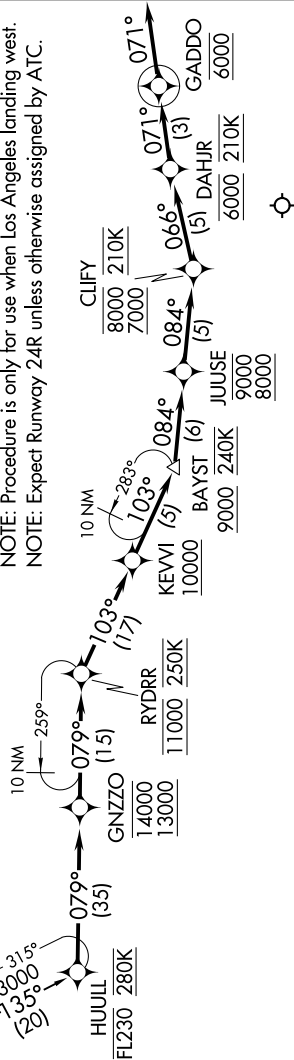 NOTE: Procedure is only for use when Los Angeles landing west.
NOTE: Expect Runway 24R unless otherwise assigned by ATC.
315°
135°
(20)
HUULL
FL230 280K
079°
(35)
GNZZO
14000
13000
10 NM
259°
079°
(15)
RYDRR
11000 250K
103°
(17)
KEVVI
10000
10 NM
283°
103°
(5)
BAYST
9000 240K
084°
(6)
JUUSE
9000
8000
084°
(5)
CLIFY
8000 210K
7000
066°
(5)
DAHJR
6000 210K
071°
(3)
GADDO
6000
071°